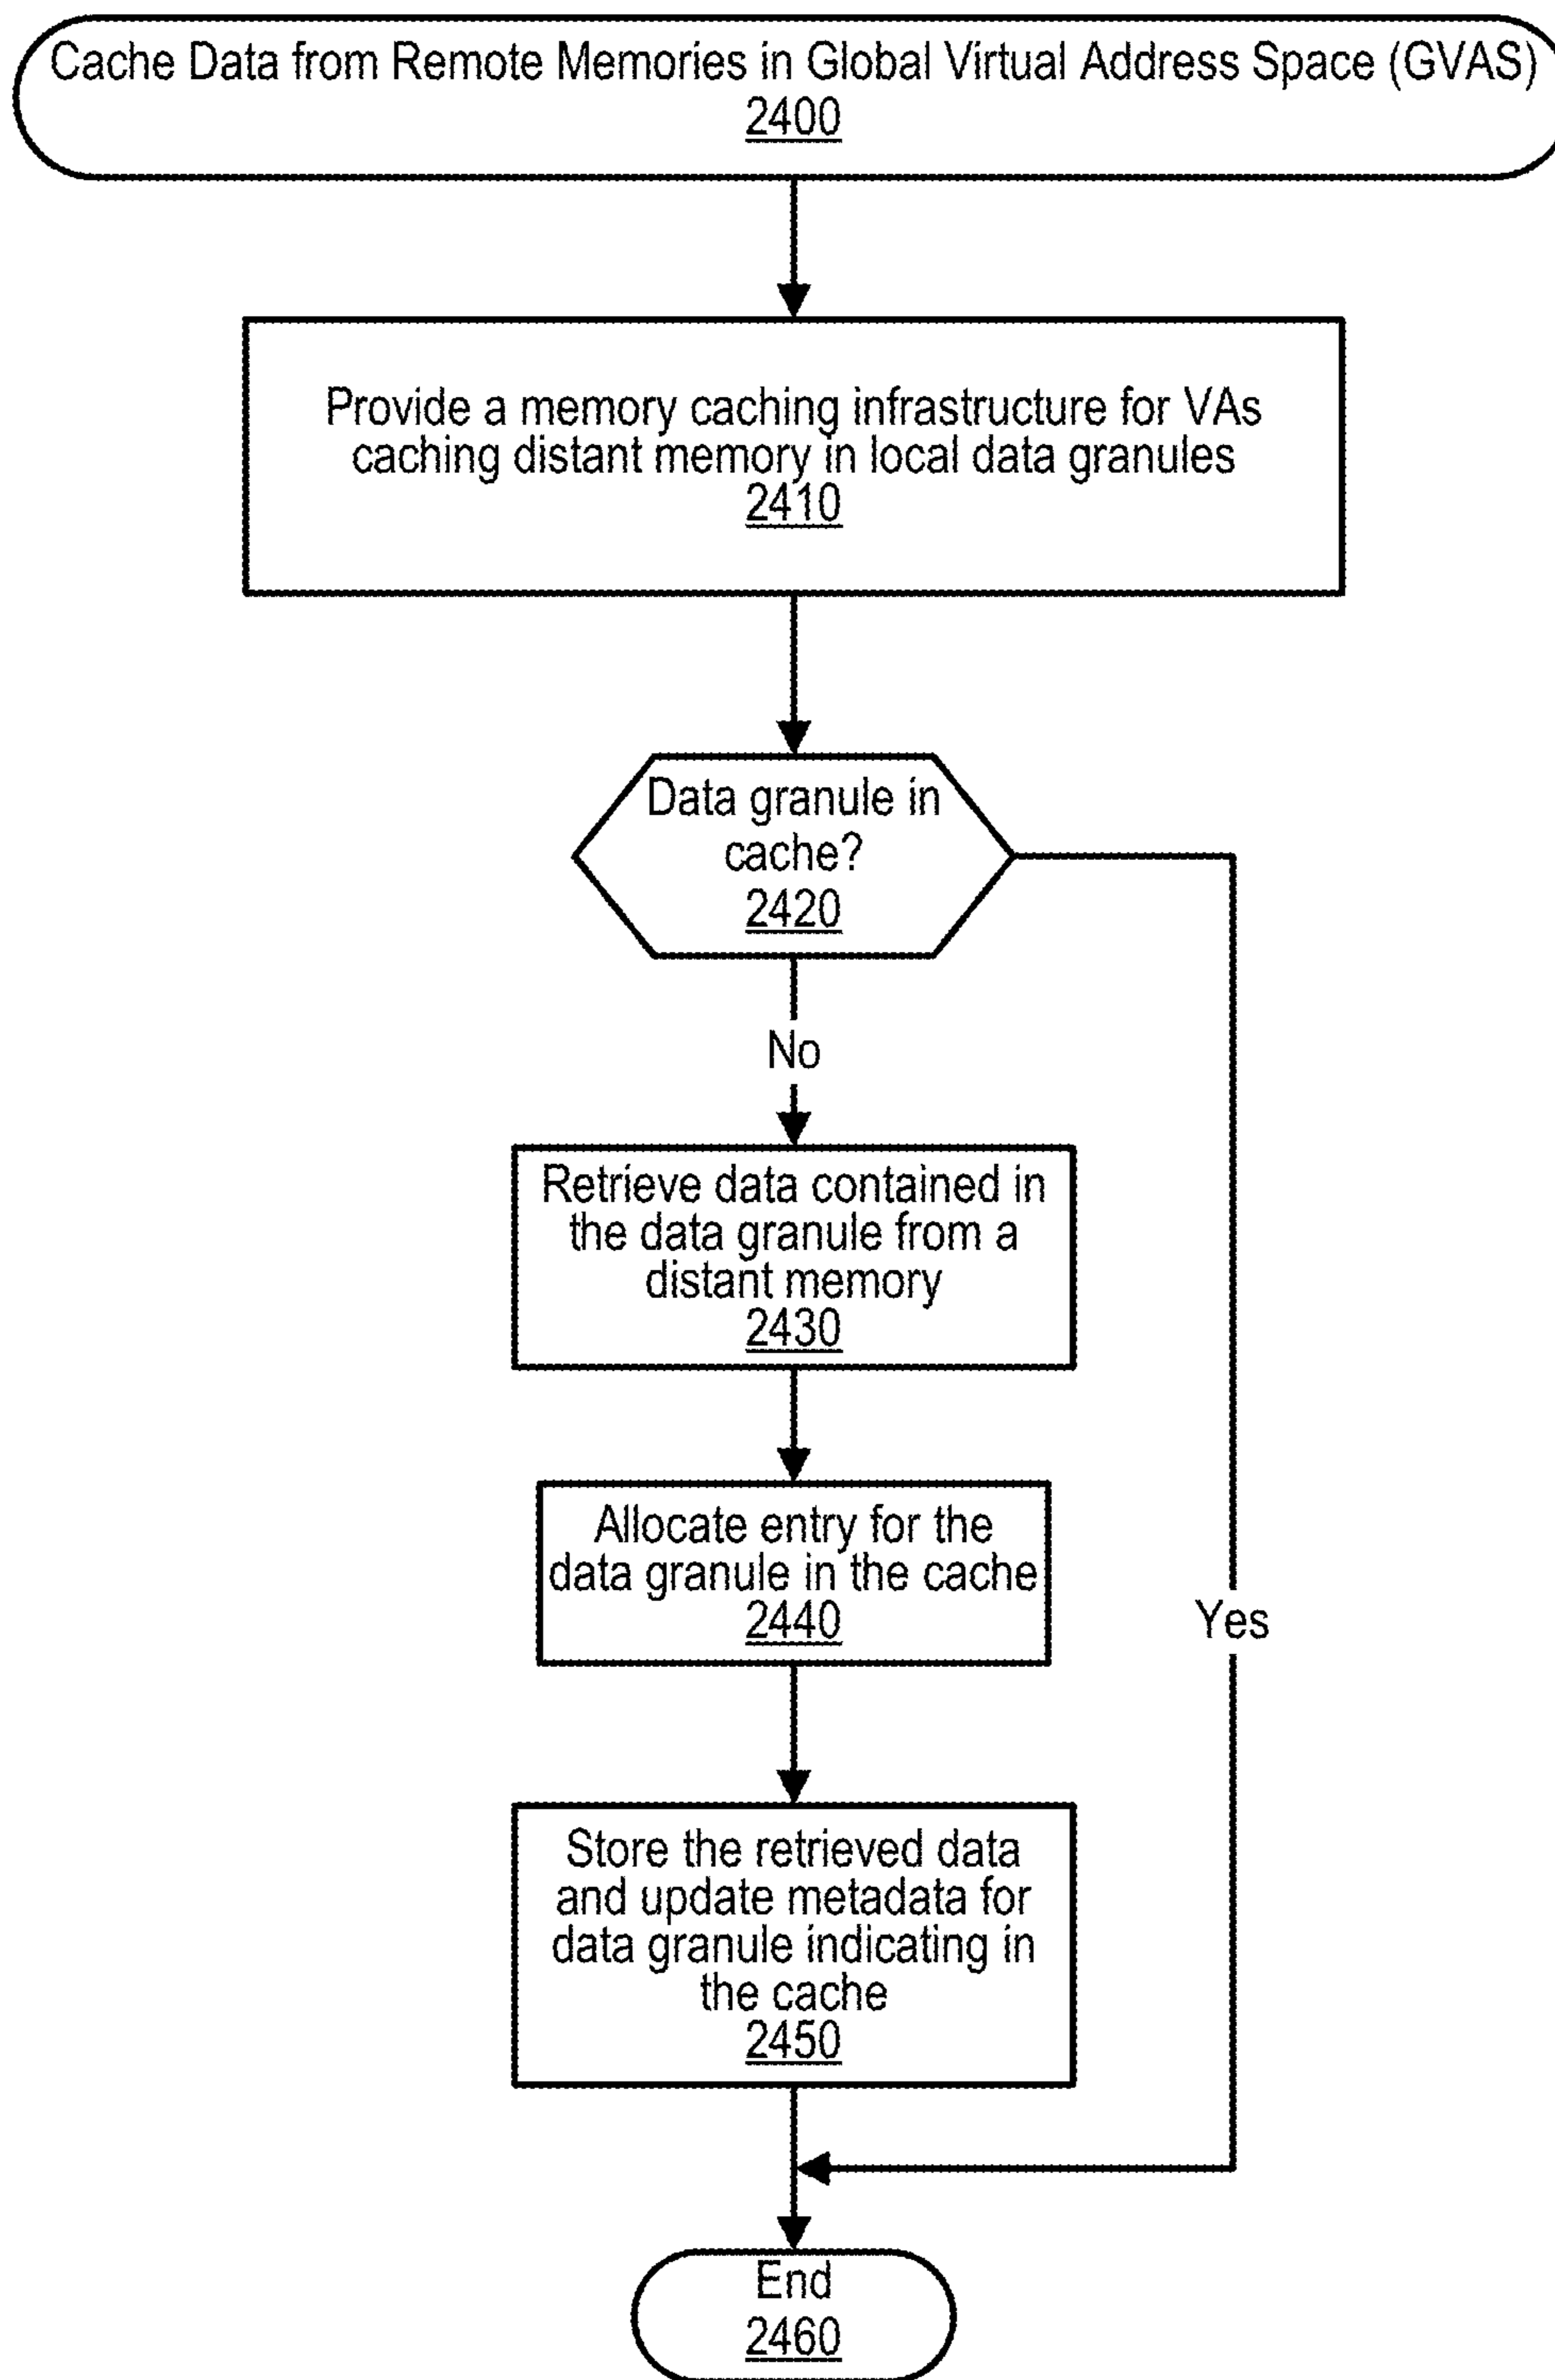 Cache Data from Remote Memories in Global Virtual Address Space (GVAS)
2400
Provide a memory caching infrastructure for VAs
caching distant memory in local data granules
2410
Data granule in
cache?
2420
No
Retrieve data contained in
the data granule from a
distant memory
2430
Allocate entry for the
data granule in the cache
2440
Yes
Store the retrieved data
and update metadata for
data granule indicating in
the cache
2450
End
2460